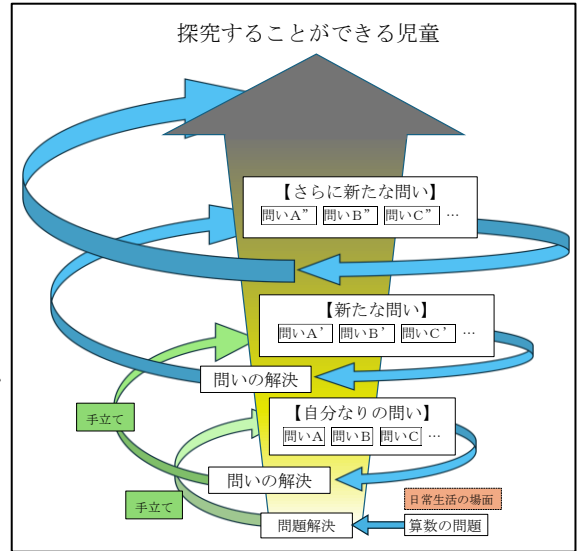 探究することができる児童
【さらに新たな問い】
問いA” 問いB” 問いC” …
【新たな問い】
問いA’ 問いB’ 問いC’ …
問いの解決
【自分なりの問い】
手立て
問いA 問いB 問いC …
問いの解決
手立て
日常生活の場面
問題解決
算数の問題